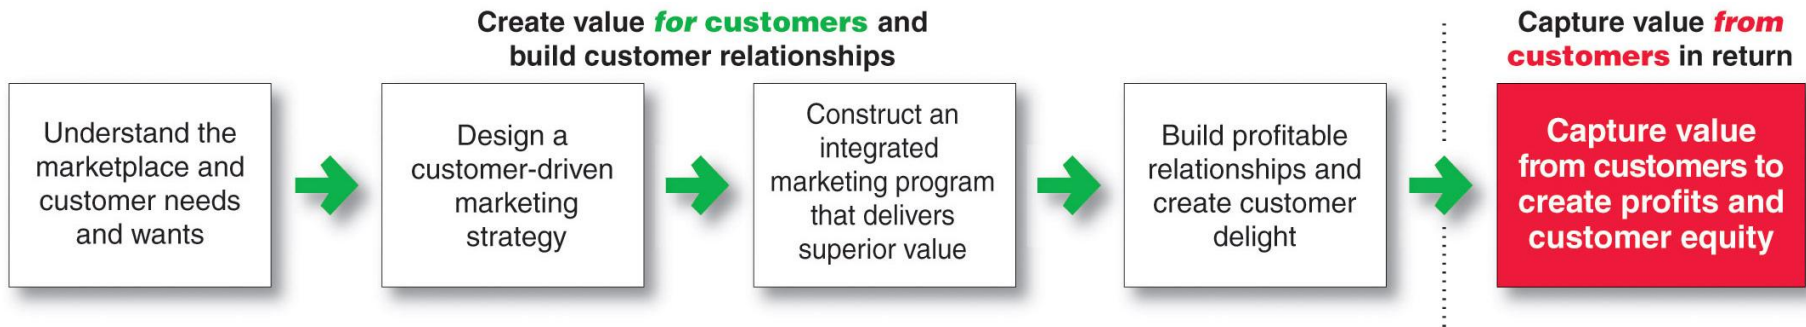 Create value for customers and
build customer relationships
Capture value from
customers in return
Understand the
marketplace and
customer needs
and wants
Design a
customer-driven
marketing
strategy
Construct an
integrated
marketing program
that delivers
superior value
Build profitable
relationships and
create customer
delight
Capture value
from customers to
create profits and
customer equity